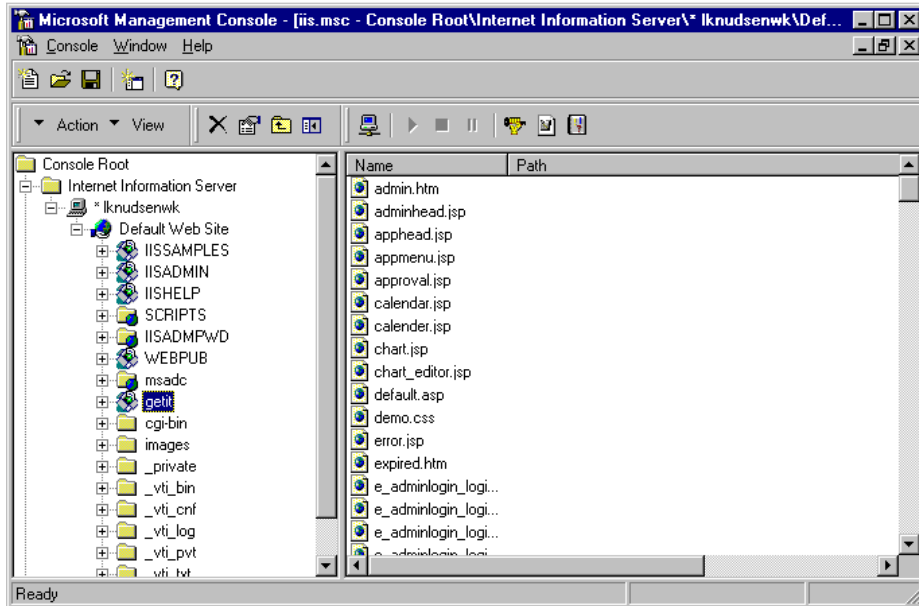 Microsoft Management Console - [iis.msc - Console Root\Internet Information Server\* lknudsenwk\Def...
Console Window Help
Action View
Console Root
Internet Information Server
* lknudsenwk
Default Web Site
IISSAMPLES
IISADMIN
IISHELP
SCRIPTS
IISADMPWD
WEBPUB
msadc
getit
cgi-bin
images
_private
_vti_bin
_vti_cnf
_vti_log
_vti_pvt
_vti_txt
Name Path
admin.htm
adminhead.jsp
apphead.jsp
appmenu.jsp
approval.jsp
calendar.jsp
calender.jsp
chart.jsp
chart_editor.jsp
default.asp
demo.css
error.jsp
expired.htm
e_adminlogin_logi...
e_adminlogin_logi...
e_adminlogin_logi...
e_adminlogin_logi...
Ready